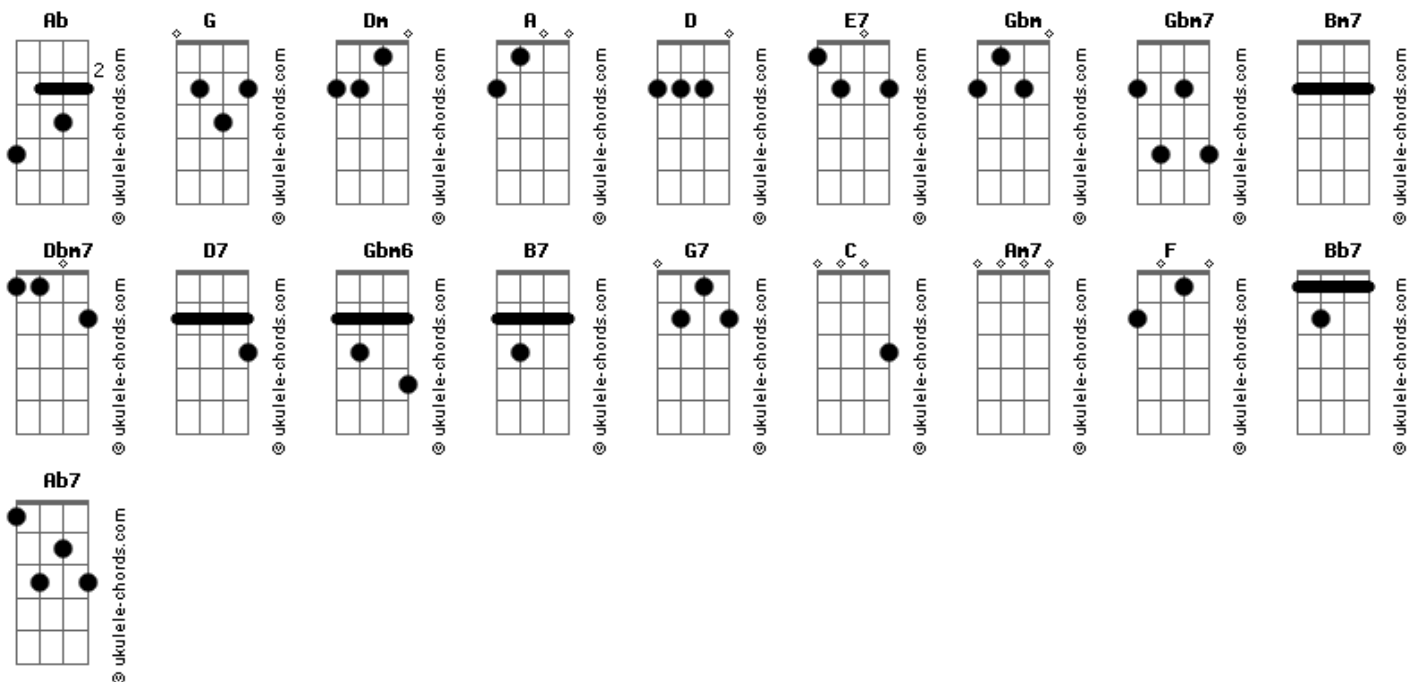 Ab G Dm A D E7 Gbm Gbm7 Bm7
2
© ukulele-chords.com © ukulele-chords.com © ukulele-chords.com © ukulele-chords.com © ukulele-chords.com © ukulele-chords.com © ukulele-chords.com © ukulele-chords.com © ukulele-chords.com
Dbm7 D7 Gbm6 B7 G7 C Am7 F Bb7
© ukulele-chords.com © ukulele-chords.com © ukulele-chords.com © ukulele-chords.com © ukulele-chords.com © ukulele-chords.com © ukulele-chords.com © ukulele-chords.com © ukulele-chords.com
Ab7
© ukulele-chords.com